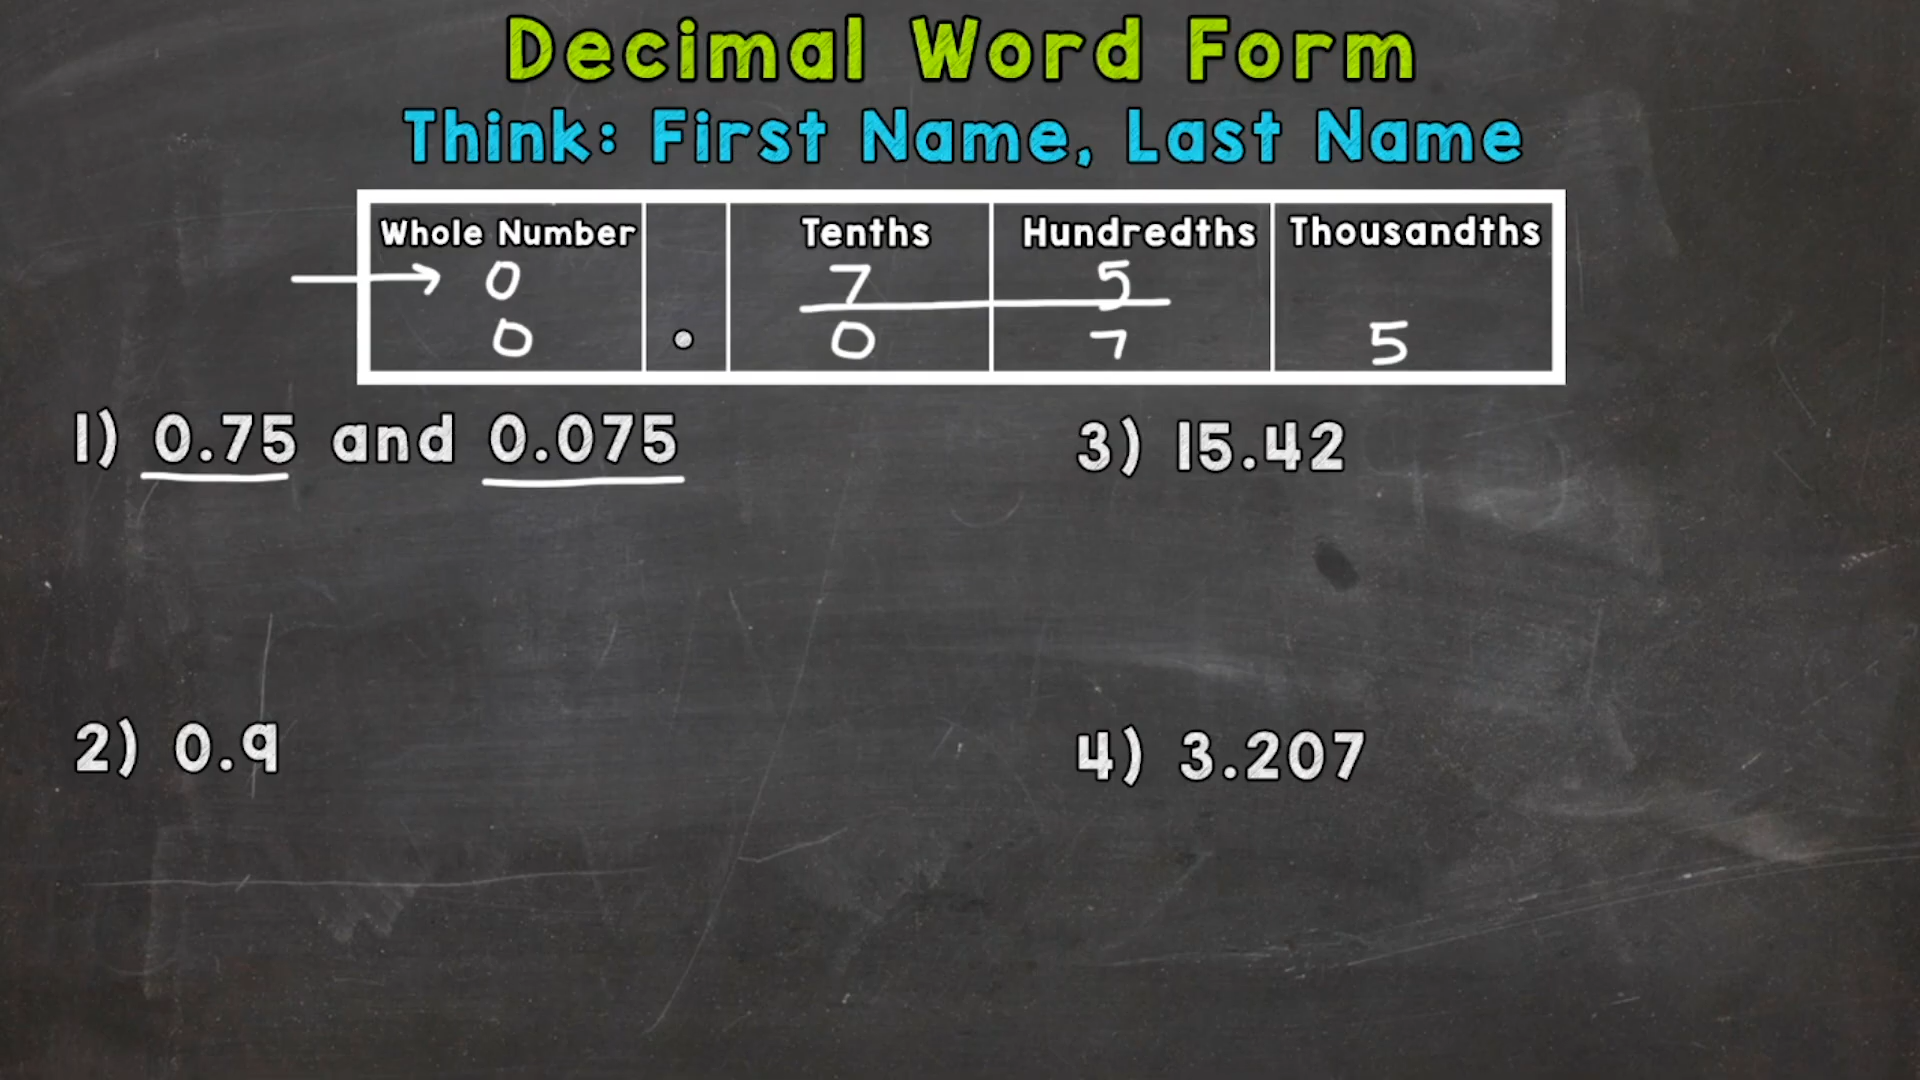 Decimal Word Form
Think: First Name, Last Name
Whole Number Tenths Hundredths Thousandths
0 7 5
0 . 0 7 5
1) 0.75 and 0.075
3) 15.42
2) 0.9
4) 3.207